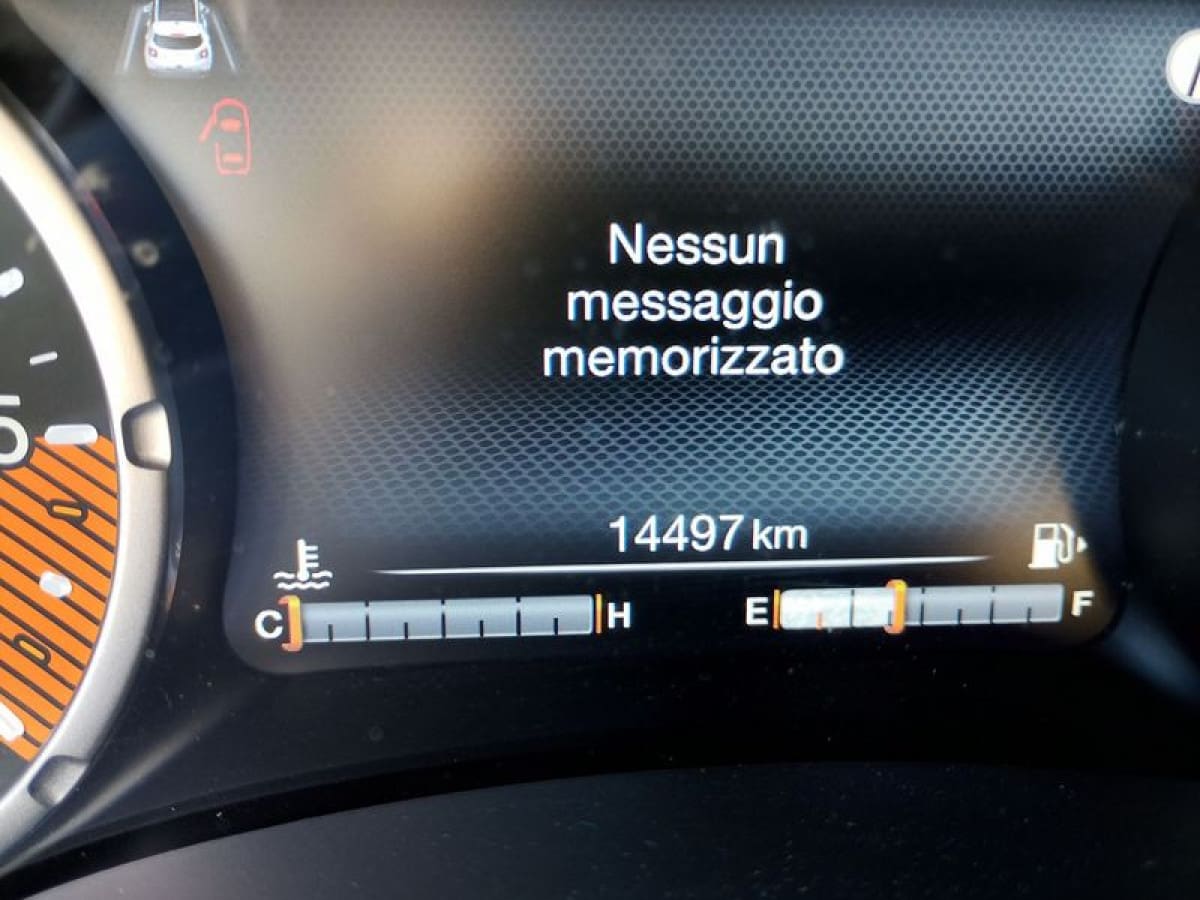 Nessun
messaggio
memorizzato
14497 km
C H E F